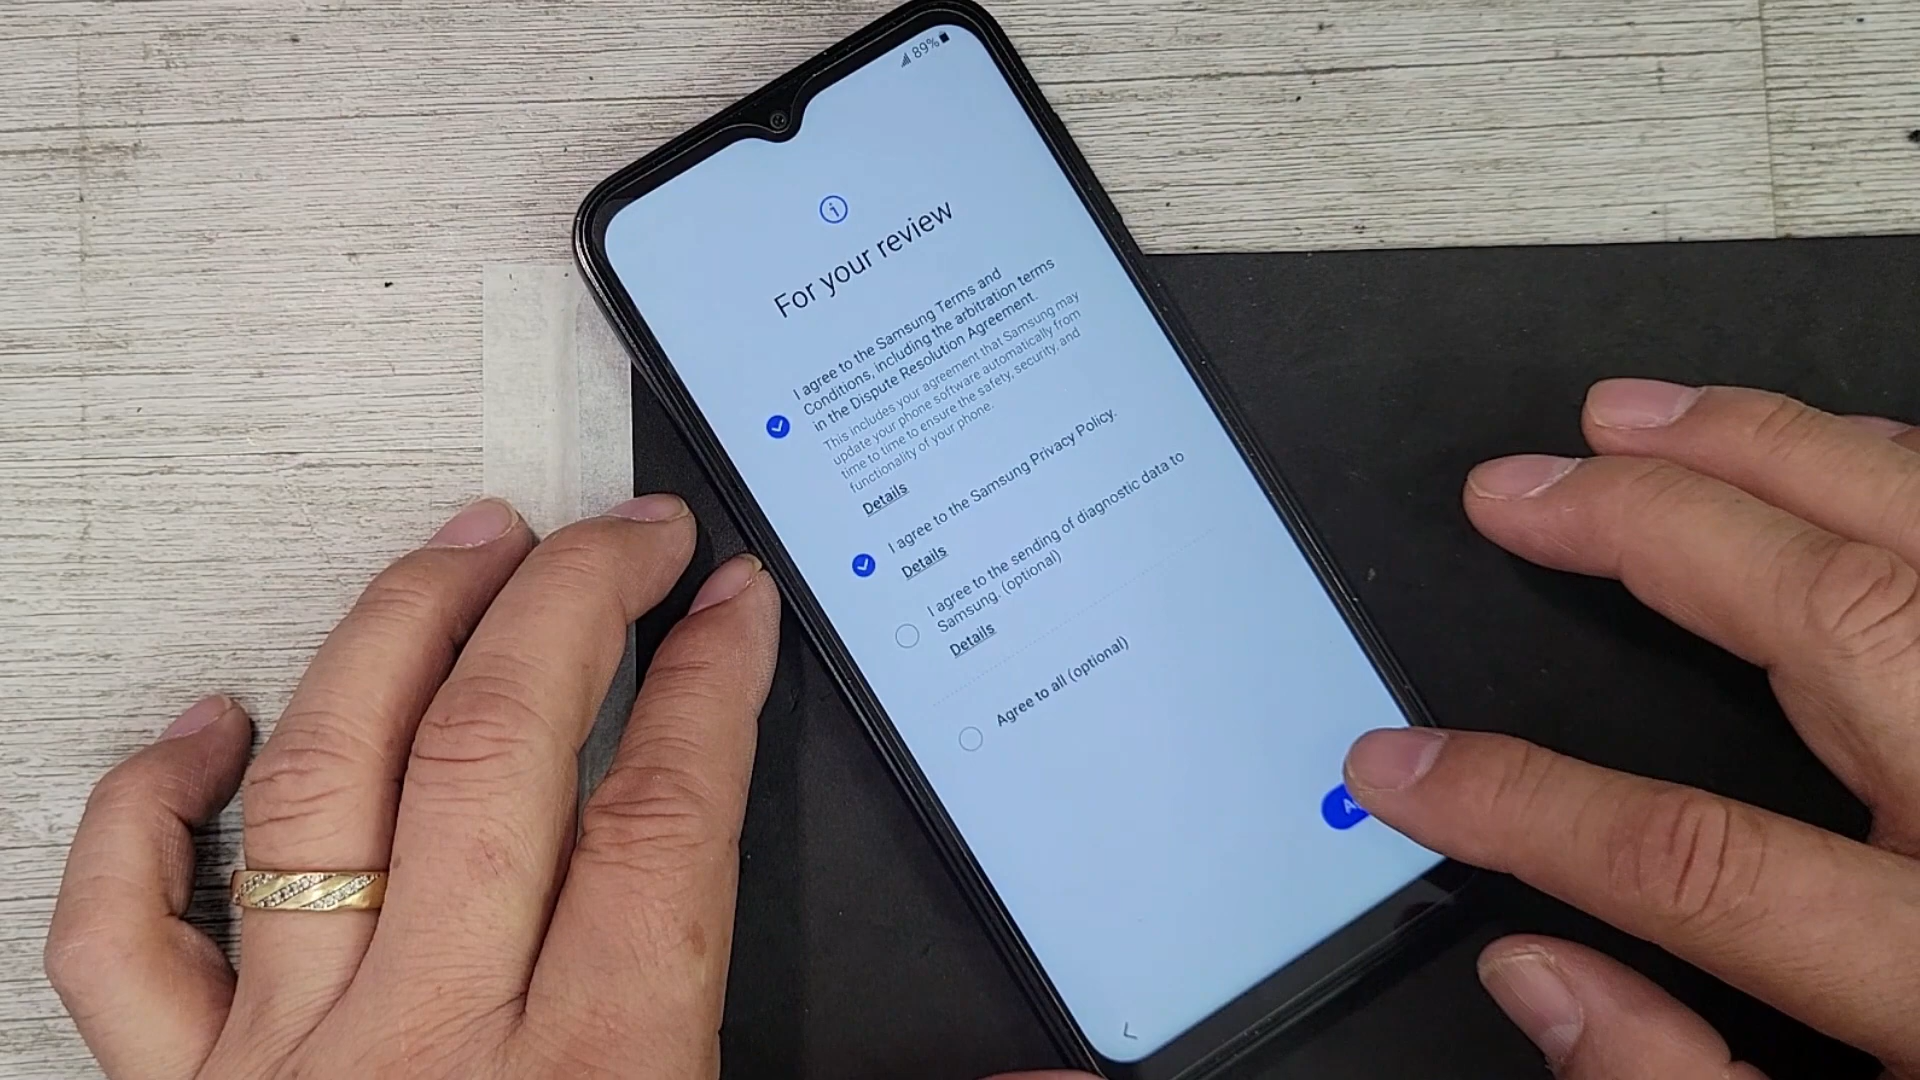 89%
For your review
I agree to the Samsung Terms and
Conditions, including the arbitration terms
in the Dispute Resolution Agreement.
This includes your agreement that Samsung may
update your phone software automatically from
time to time to ensure the safety, security, and
functionality of your phone.
Details
I agree to the Samsung Privacy Policy.
Details
I agree to the sending of diagnostic data to
Samsung. (optional)
Details
Agree to all (optional)